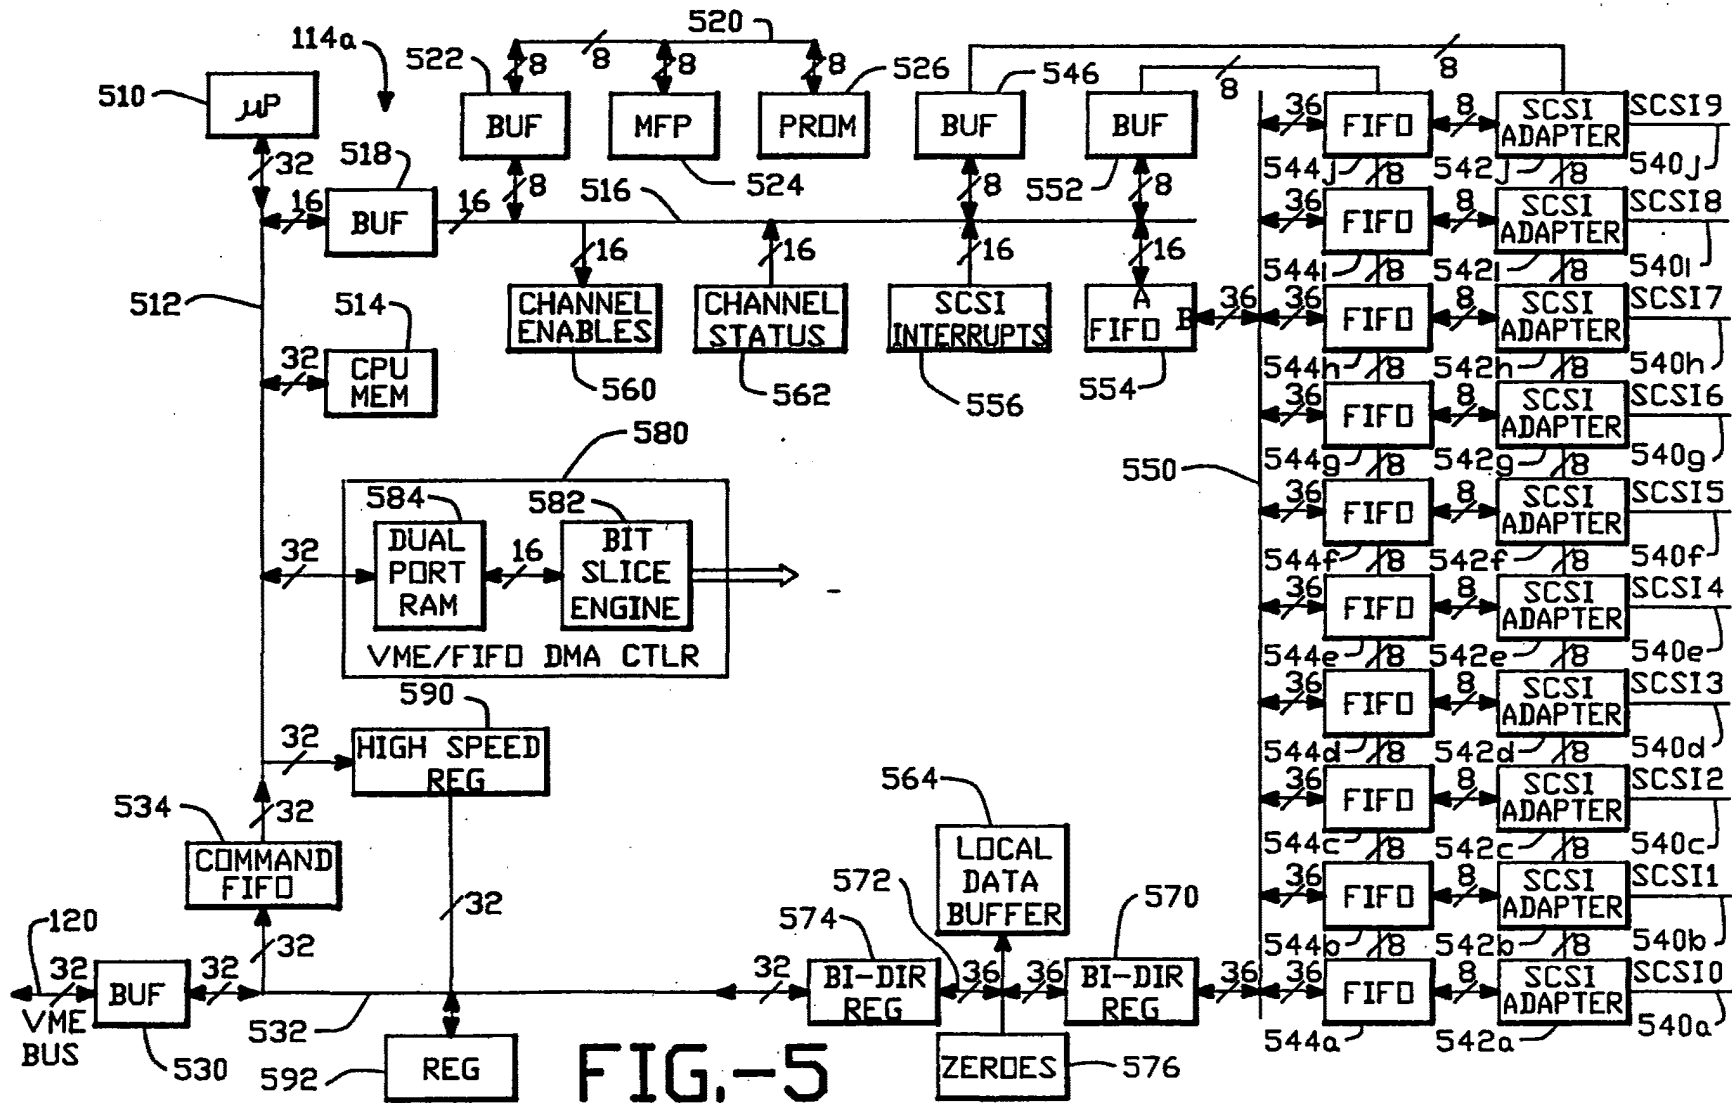 520
114a
522
8
8
8
8
526
546
8
8
510
µP
BUF
MFP
PROM
BUF
BUF
36
FIFO
8
SCSI
ADAPTER
SCSI9
32
518
8
524
8
552
8
544j
8
542j
8
540j
16
BUF
16
516
36
FIFO
8
SCSI
ADAPTER
SCSI8
16
16
16
16
544i
8
542i
8
540i
512
514
CHANNEL
ENABLES
CHANNEL
STATUS
SCSI
INTERRUPTS
A
FIFO B
36
36
FIFO
8
SCSI
ADAPTER
SCSI7
32
CPU
MEM
560
562
556
554
544h
8
542h
8
540h
36
FIFO
8
SCSI
ADAPTER
SCSI6
580
550
544g
8
542g
8
540g
584
582
36
FIFO
8
SCSI
ADAPTER
SCSI5
32
DUAL
PORT
RAM
16
BIT
SLICE
ENGINE
544f
8
542f
8
540f
36
FIFO
8
SCSI
ADAPTER
SCSI4
VME/FIFO DMA CTLR
544e
8
542e
8
540e
590
36
FIFO
8
SCSI
ADAPTER
SCSI3
32
HIGH SPEED
REG
544d
8
542d
8
540d
534
32
564
36
FIFO
8
SCSI
ADAPTER
SCSI2
COMMAND
FIFO
LOCAL
DATA
BUFFER
544c
8
542c
8
540c
572
36
FIFO
8
SCSI
ADAPTER
SCSI1
120
32
32
574
570
544b
8
542b
8
540b
32
BUF
32
32
BI-DIR
REG
36
36
BI-DIR
REG
36
36
FIFO
8
SCSI
ADAPTER
SCSI0
VME
BUS
530
532
592
REG
FIG.-5
ZEROES
576
544a
542a
540a